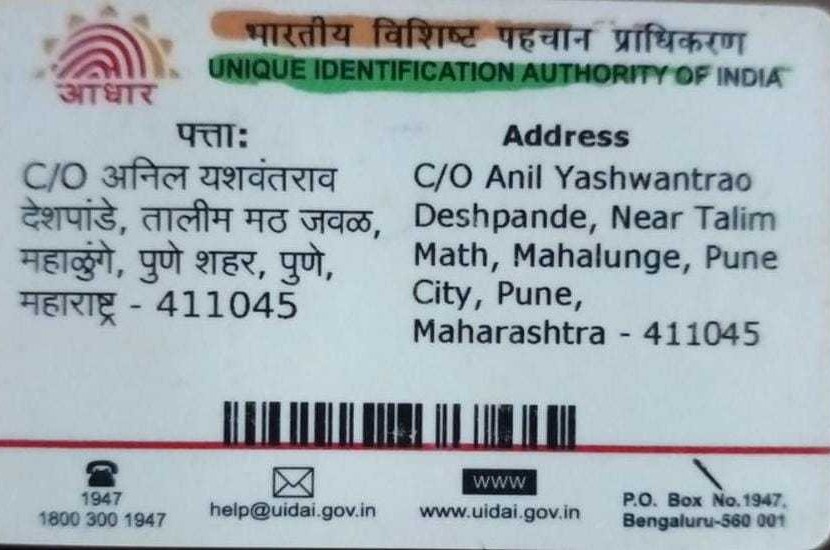 भारतीय विशिष्ट पहचान प्राधिकरण
UNIQUE IDENTIFICATION AUTHORITY OF INDIA
आधार
पत्ता:
C/O अनिल यशवंतराव
देशपांडे, तालीम मठ जवळ,
महाळुंगे, पुणे शहर, पुणे,
महाराष्ट्र - 411045
Address
C/O Anil Yashwantrao
Deshpande, Near Talim
Math, Mahalunge, Pune
City, Pune,
Maharashtra - 411045
1947
1800 300 1947
help@uidai.gov.in
www
www.uidai.gov.in
P.O. Box No.1947,
Bengaluru-560 001